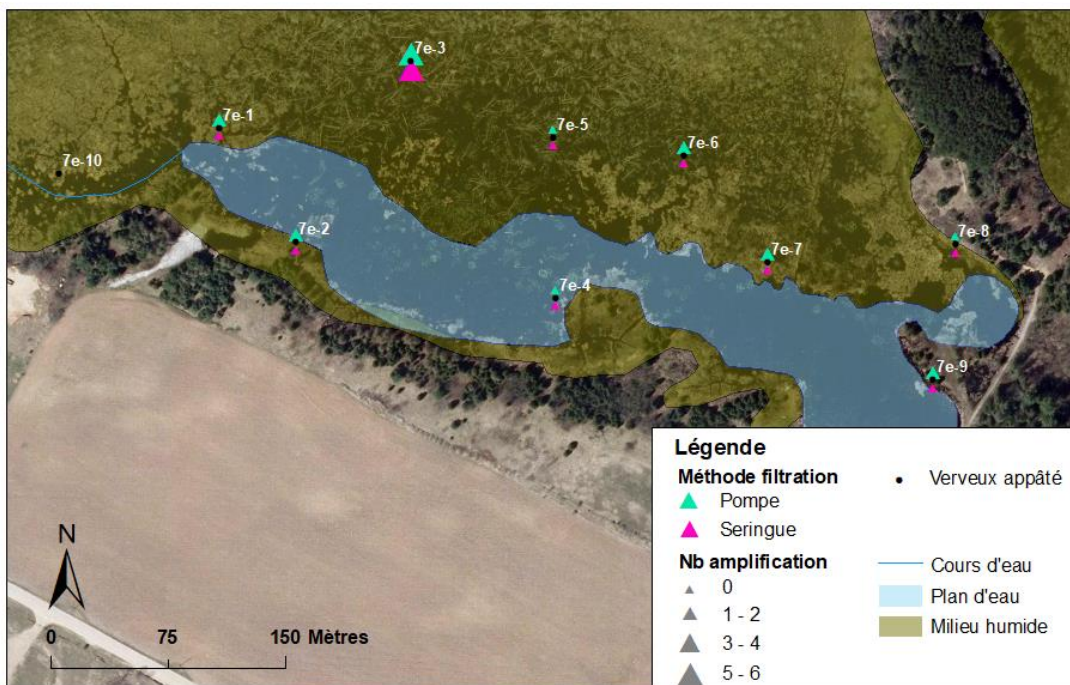 7e-3
7e-1
7e-5
7e-6
7e-10
7e-2
7e-8
7e-7
7e-4
7e-9
N
0 75 150 Mètres
Légende
Méthode filtration
Pompe
Seringue
Nb amplification
0
1 - 2
3 - 4
5 - 6
Verveux appâté
Cours d'eau
Plan d'eau
Milieu humide